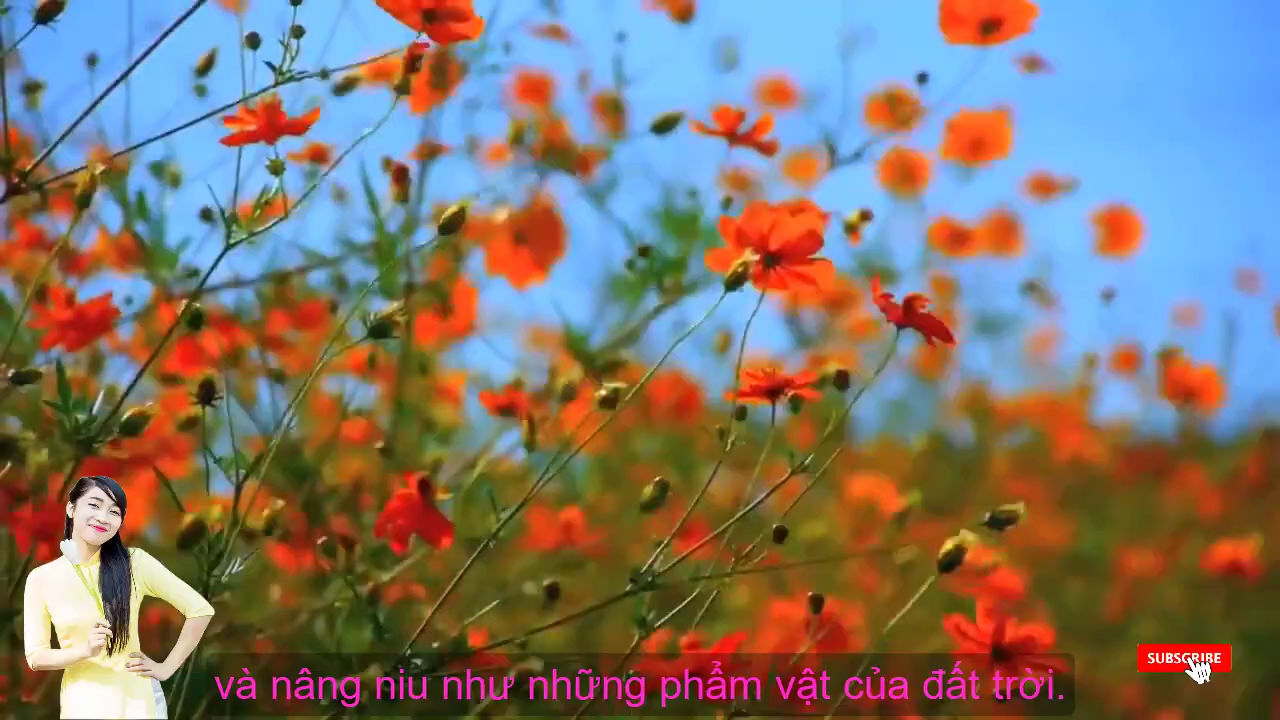 SUBSCRIBE
và nâng niu như những phẩm vật của đất trời.